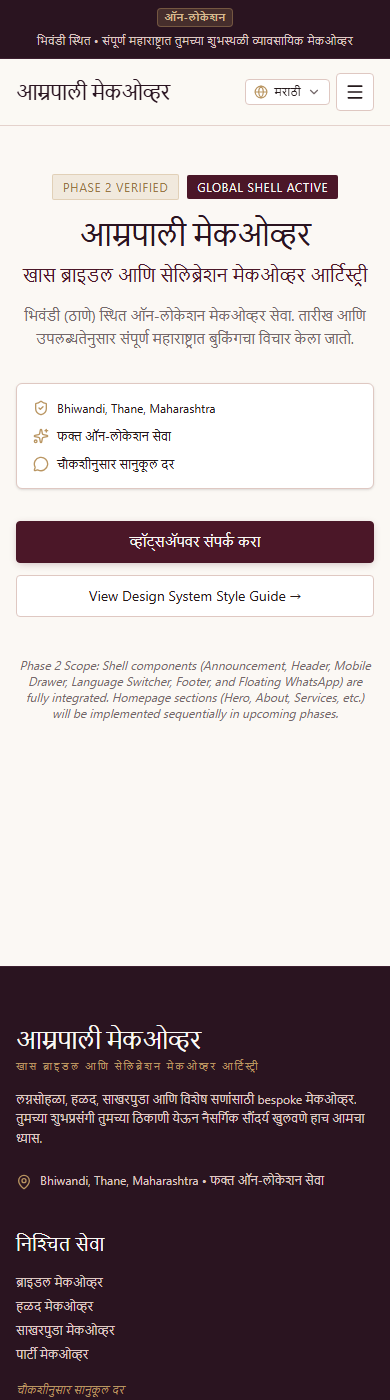 ऑन-लोकेशन
भिवंडी स्थित • संपूर्ण महाराष्ट्रात तुमच्या शुभस्थळी व्यावसायिक मेकओव्हर
आम्रपाली मेकओव्हर
मराठी
PHASE 2 VERIFIED
GLOBAL SHELL ACTIVE
आम्रपाली मेकओव्हर
खास ब्राइडल आणि सेलिब्रेशन मेकओव्हर आर्टिस्ट्री
भिवंडी (ठाणे) स्थित ऑन-लोकेशन मेकओव्हर सेवा. तारीख आणि
उपलब्धतेनुसार संपूर्ण महाराष्ट्रात बुकिंगचा विचार केला जातो.
Bhiwandi, Thane, Maharashtra
फक्त ऑन-लोकेशन सेवा
चौकशीनुसार सानुकूल दर
व्हॉट्सॲपवर संपर्क करा
View Design System Style Guide →
Phase 2 Scope: Shell components (Announcement, Header, Mobile
Drawer, Language Switcher, Footer, and Floating WhatsApp) are
fully integrated. Homepage sections (Hero, About, Services, etc.)
will be implemented sequentially in upcoming phases.
आम्रपाली मेकओव्हर
खास ब्राइडल आणि सेलिब्रेशन मेकओव्हर आर्टिस्ट्री
लग्नसोहळा, हळद, साखरपुडा आणि विशेष सणांसाठी bespoke मेकओव्हर.
तुमच्या शुभप्रसंगी तुमच्या ठिकाणी येऊन नैसर्गिक सौंदर्य खुलवणे हाच आमचा
ध्यास.
Bhiwandi, Thane, Maharashtra • फक्त ऑन-लोकेशन सेवा
निश्चित सेवा
ब्राइडल मेकओव्हर
हळद मेकओव्हर
साखरपुडा मेकओव्हर
पार्टी मेकओव्हर
चौकशीनुसार सानुकूल दर